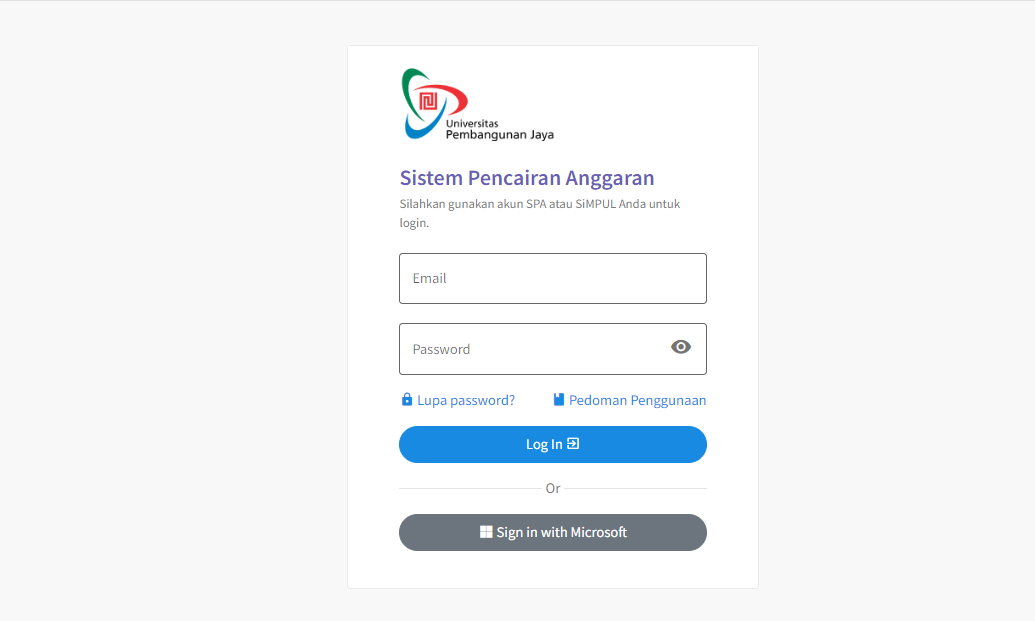 Universitas
Pembangunan Jaya
Sistem Pencairan Anggaran
Silahkan gunakan akun SPA atau SiMPUL Anda untuk
login.
Email
Password
Lupa password? Pedoman Penggunaan
Log In
Or
Sign in with Microsoft